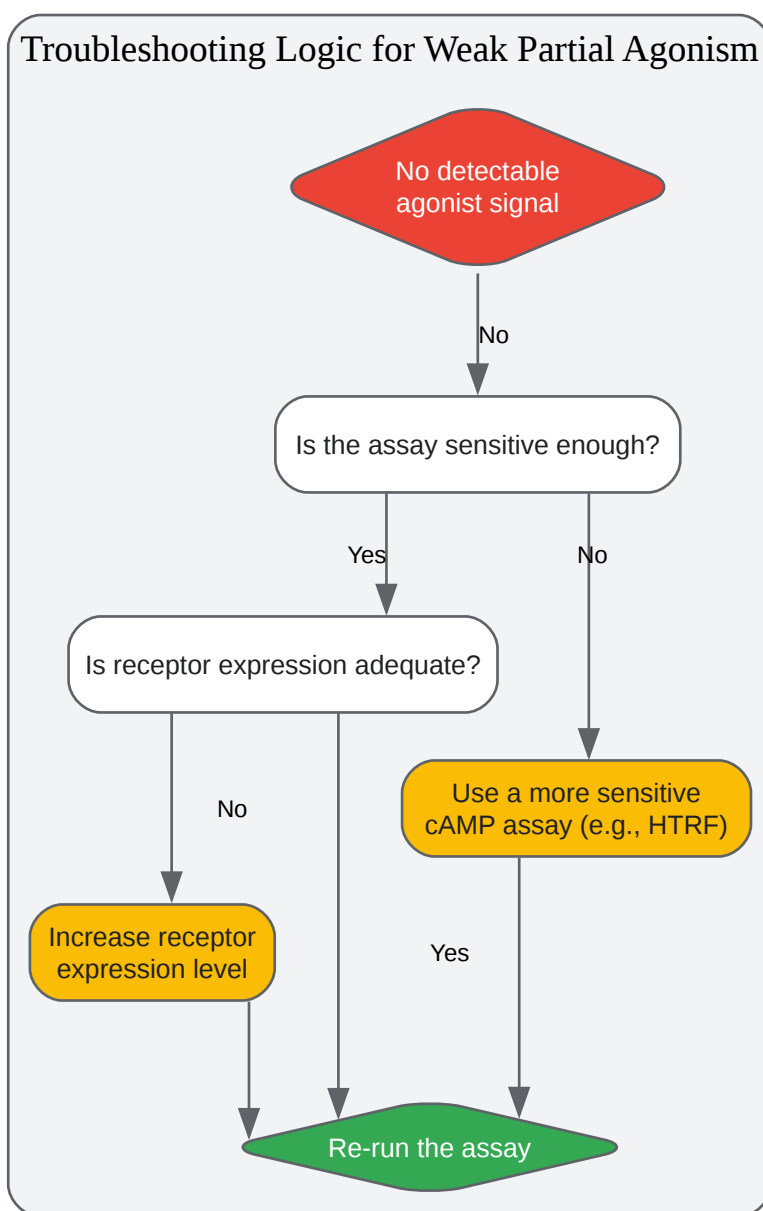 Troubleshooting Logic for Weak Partial Agonism
No detectable
agonist signal
No
Is the assay sensitive enough?
Yes
No
Is receptor expression adequate?
Use a more sensitive
cAMP assay (e.g., HTRF)
No
Increase receptor
expression level
Yes
Re-run the assay